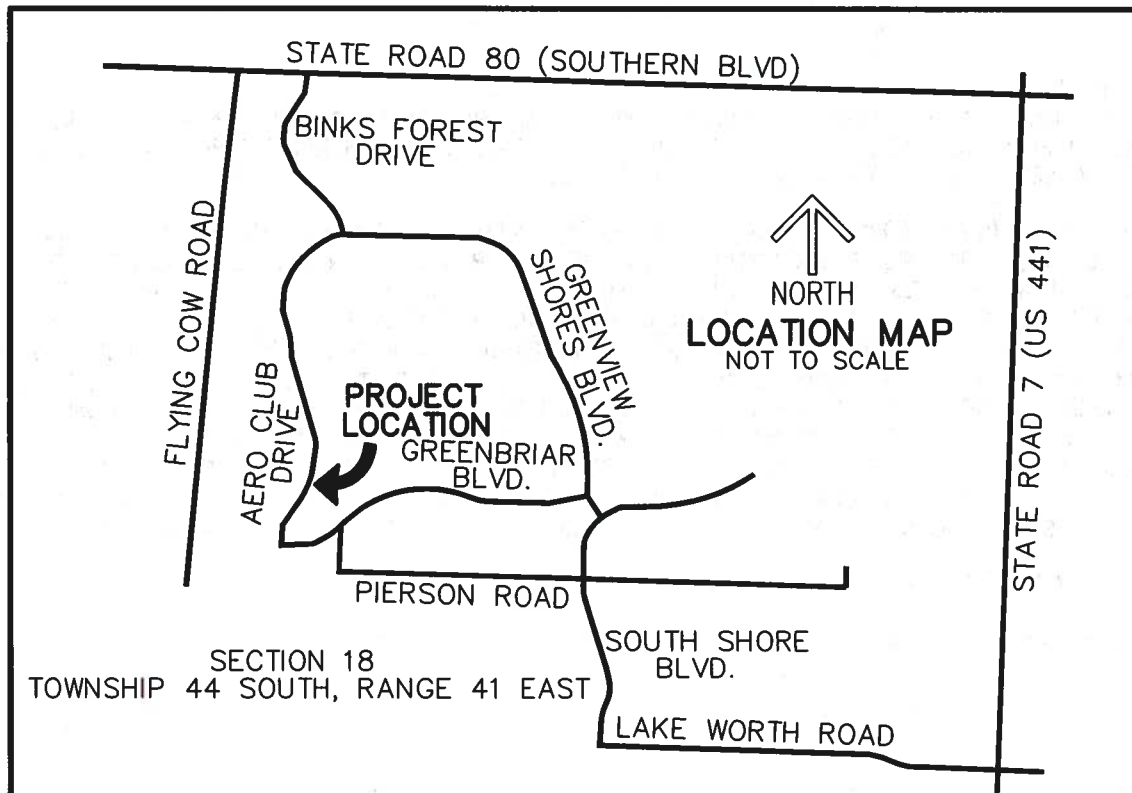 STATE ROAD 80 (SOUTHERN BLVD)
BINKS FOREST
DRIVE
FLYING COW ROAD
GREENVIEW
SHORES BLVD.
NORTH
LOCATION MAP
NOT TO SCALE
STATE ROAD 7 (US 441)
AERO CLUB
DRIVE
PROJECT
LOCATION
GREENBRIAR
BLVD.
PIERSON ROAD
SOUTH SHORE
BLVD.
SECTION 18
TOWNSHIP 44 SOUTH, RANGE 41 EAST
LAKE WORTH ROAD